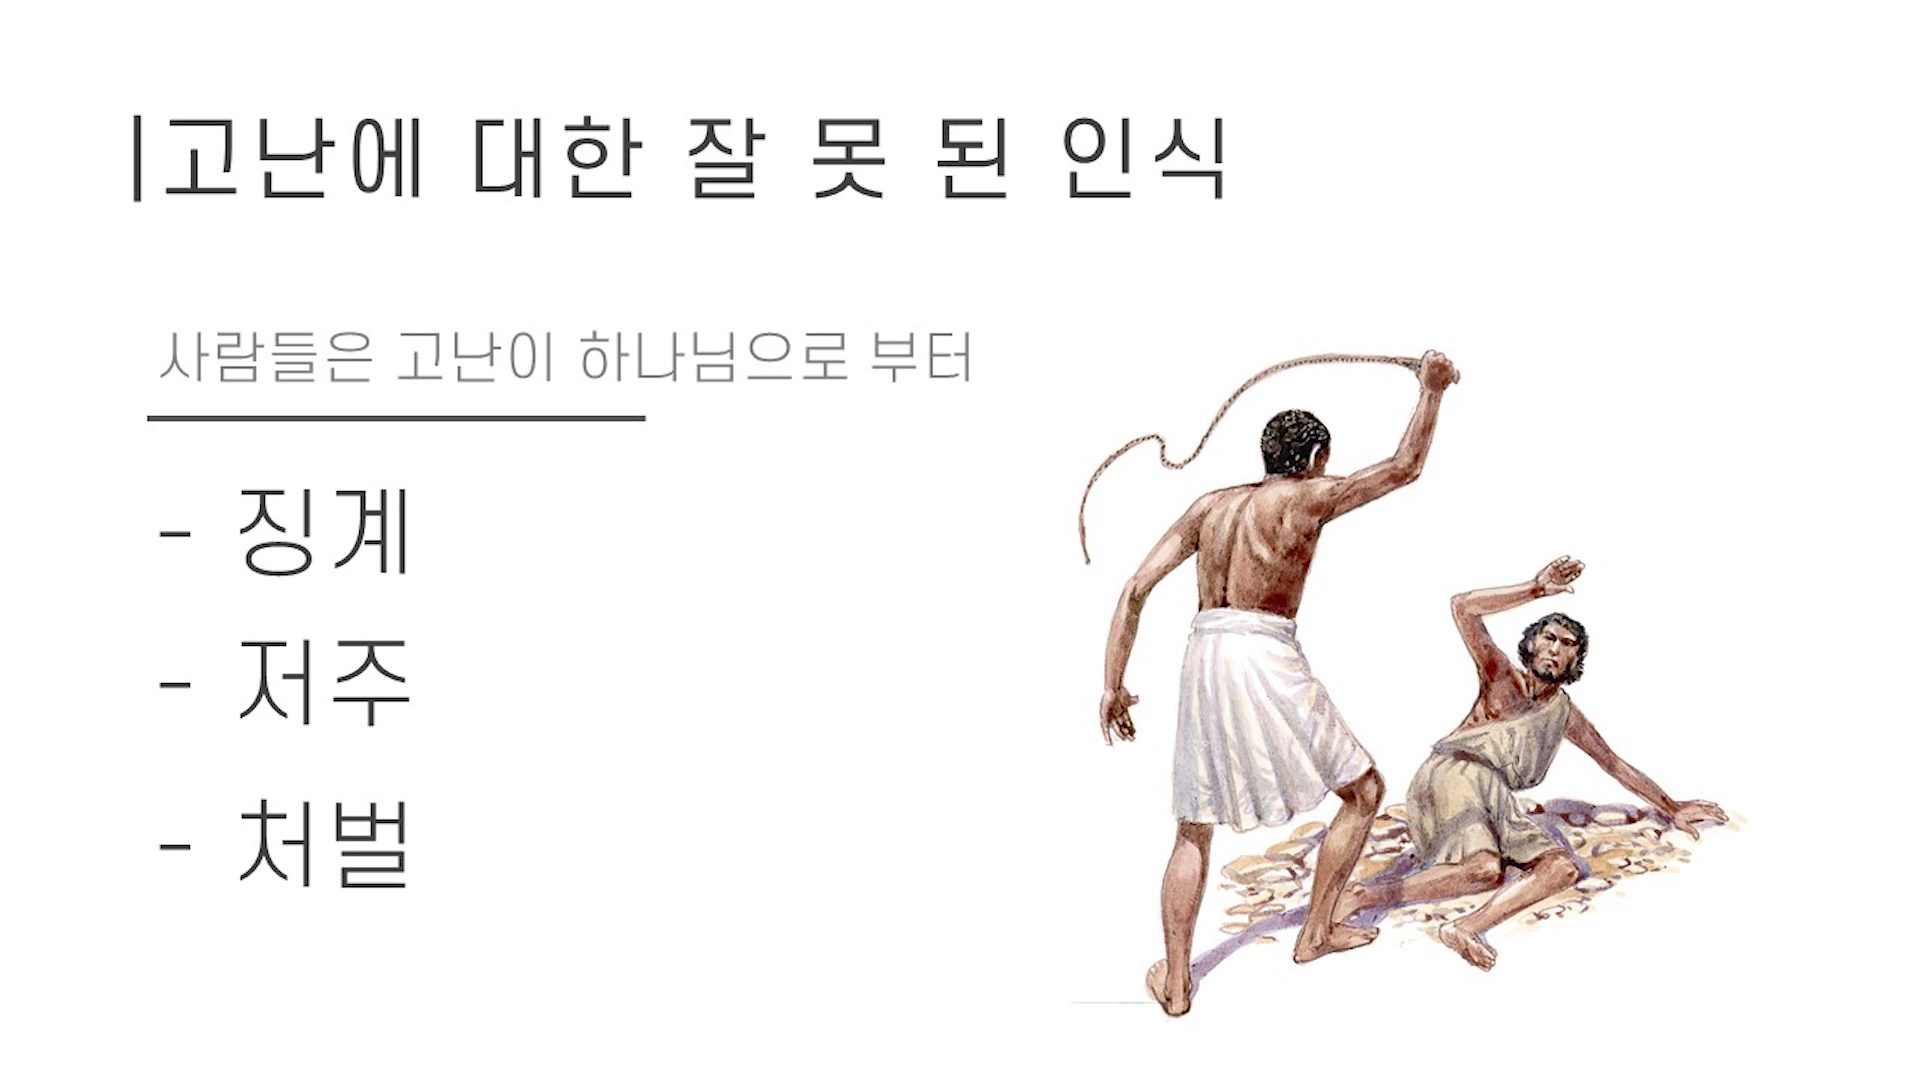 |고난에 대한 잘 못 된 인식
사람들은 고난이 하나님으로 부터
- 징계
- 저주
- 처벌